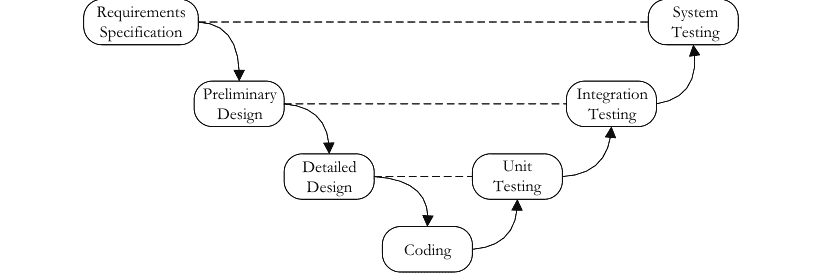 Requirements
Specification
System
Testing
Preliminary
Design
Integration
Testing
Detailed
Design
Unit
Testing
Coding